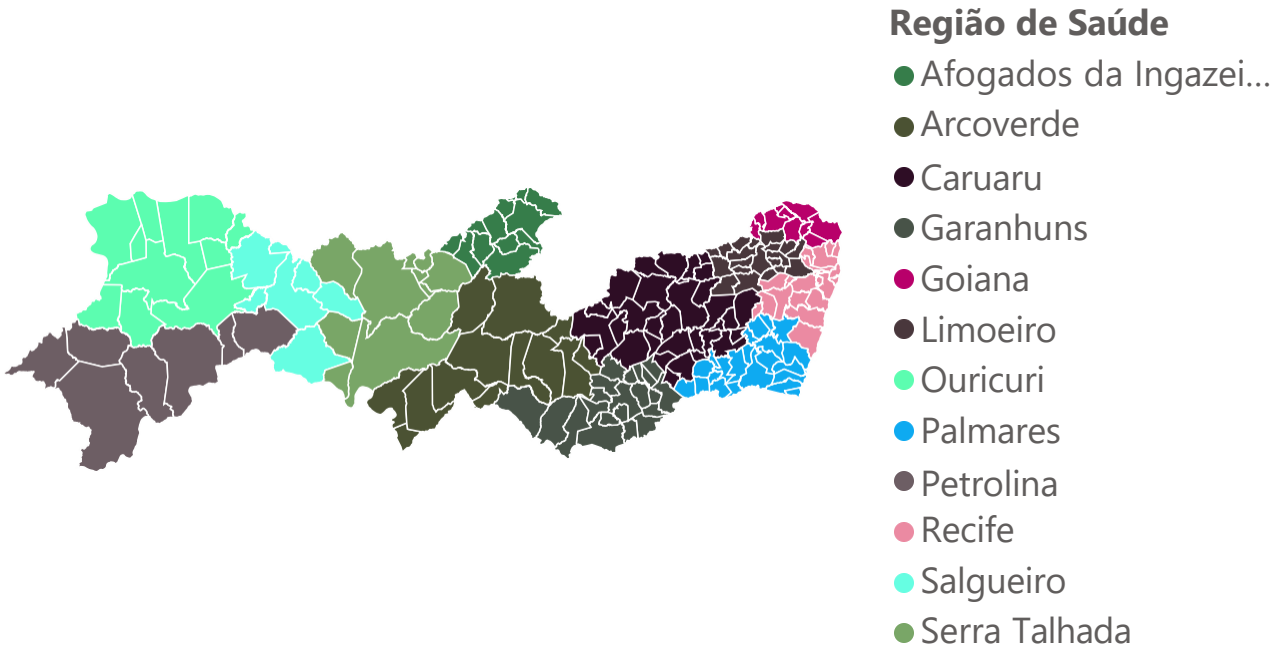 Região de Saúde
Afogados da Ingazei...
Arcoverde
Caruaru
Garanhuns
Goiana
Limoeiro
Ouricuri
Palmares
Petrolina
Recife
Salgueiro
Serra Talhada